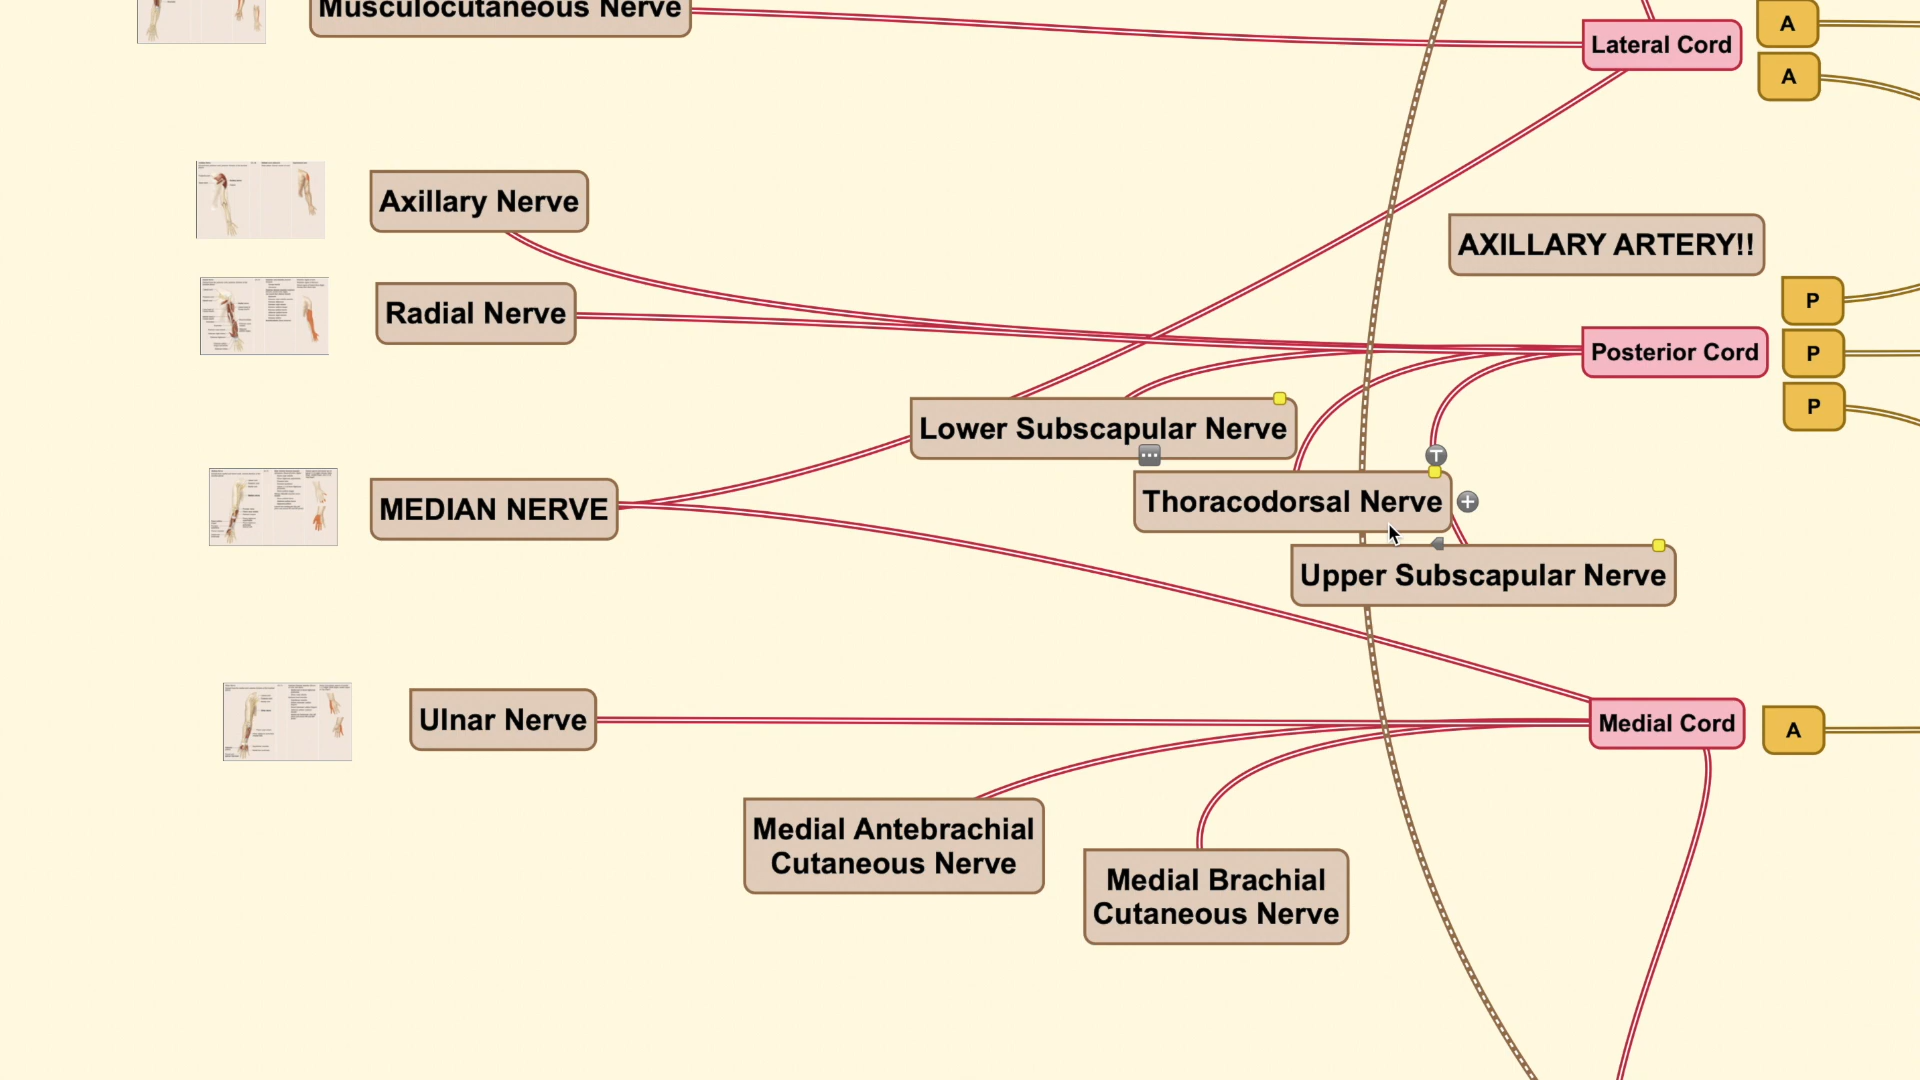 Musculocutaneous Nerve
Lateral Cord
A
A
Axillary Nerve
AXILLARY ARTERY!!
Radial Nerve
P
Posterior Cord
P
P
Lower Subscapular Nerve
T
MEDIAN NERVE
Thoracodorsal Nerve
Upper Subscapular Nerve
Ulnar Nerve
Medial Cord
A
Medial Antebrachial
Cutaneous Nerve
Medial Brachial
Cutaneous Nerve